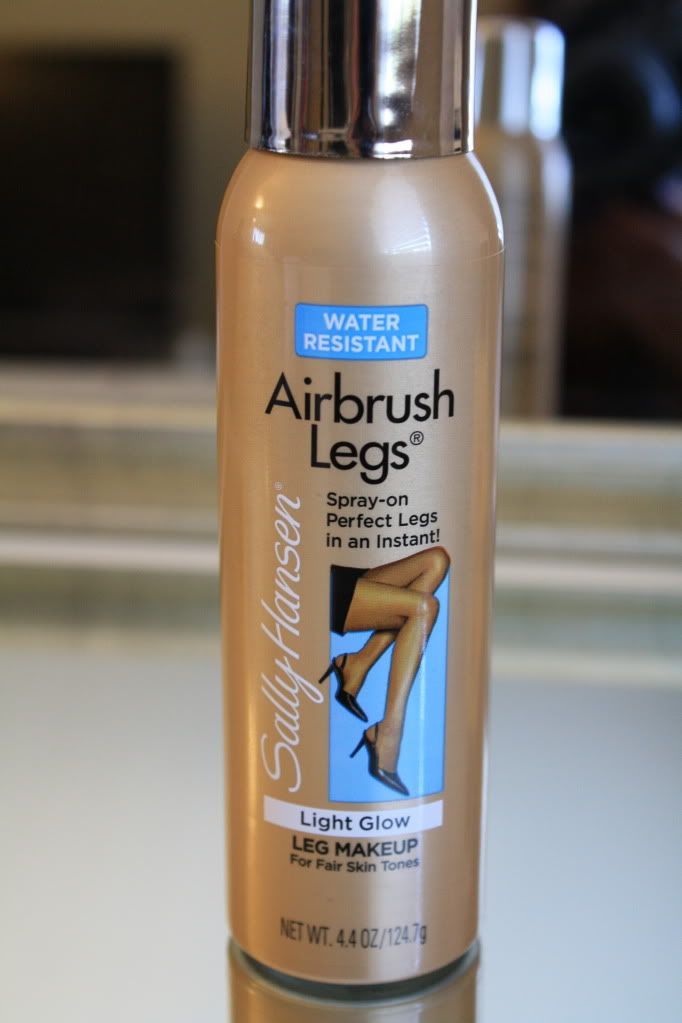 WATER
RESISTANT
Airbrush
Legs®
Spray-on
Perfect Legs
in an Instant!
Sally Hansen®
Light Glow
LEG MAKEUP
For Fair Skin Tones
NET WT. 4.4 OZ/124.7g